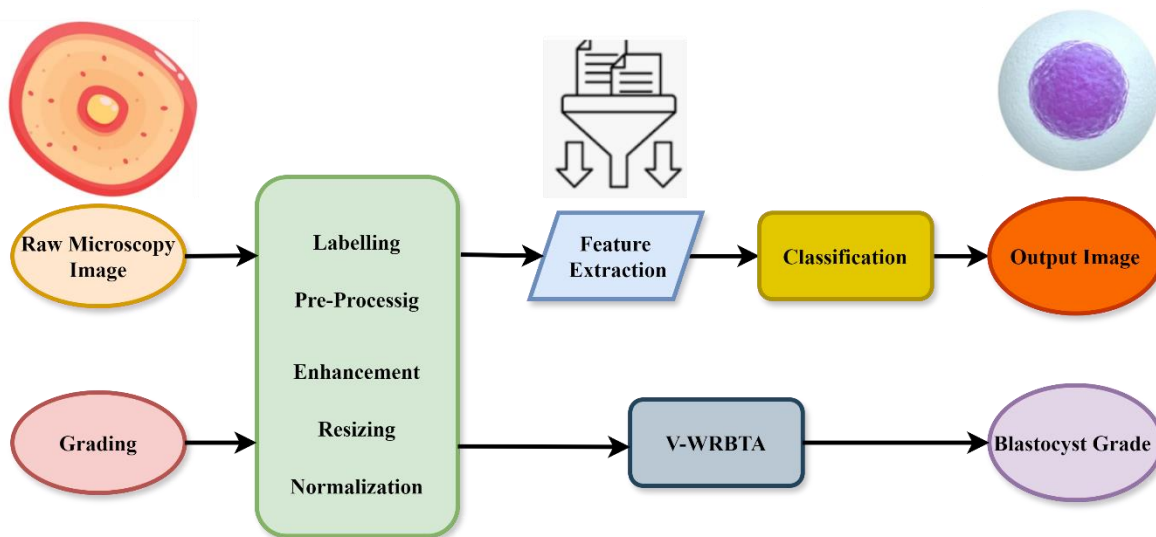 Raw Microscopy
Image
Labelling
Pre-Processig
Enhancement
Resizing
Normalization
Feature
Extraction
Classification
Output Image
Grading
V-WRBTA
Blastocyst Grade